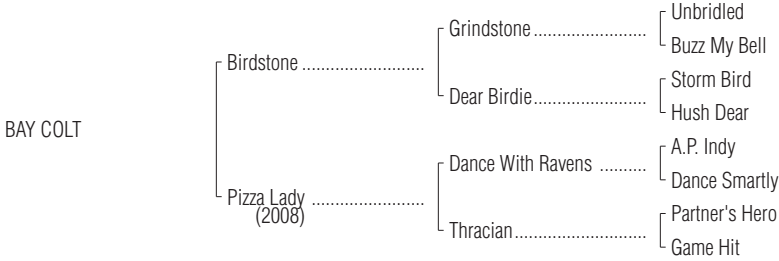 Unbridled
Grindstone ........................
Buzz My Bell
Birdstone ..........................
Storm Bird
Dear Birdie........................
Hush Dear
BAY COLT
A.P. Indy
Dance With Ravens ..........
Dance Smartly
Pizza Lady ........................
(2008)
Partner's Hero
Thracian............................
Game Hit